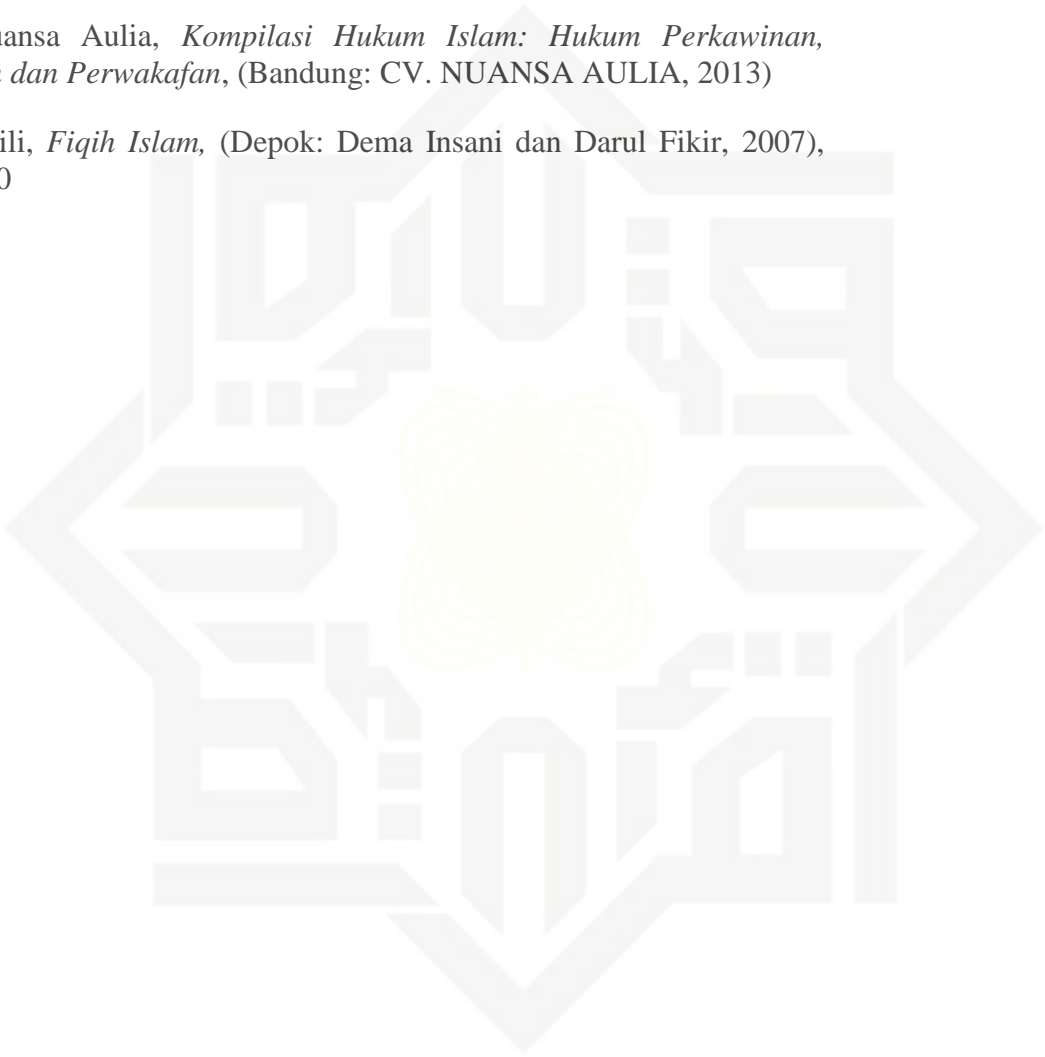 uansa Aulia, Kompilasi Hukum Islam: Hukum Perkawinan,
dan Perwakafan, (Bandung: CV. NUANSA AULIA, 2013)
ili, Fiqih Islam, (Depok: Dema Insani dan Darul Fikir, 2007),
0